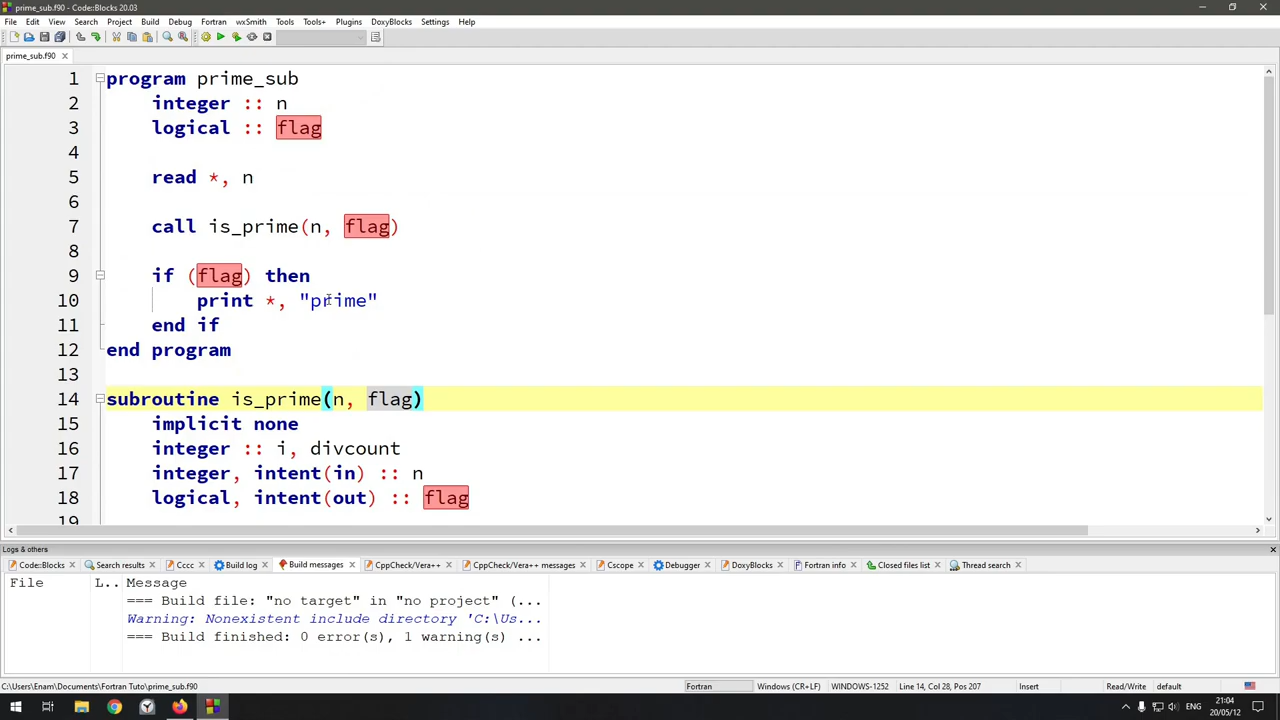 prime_sub.f90 - Code::Blocks 20.03
File Edit View Search Project Build Debug Fortran wxSmith Tools Tools+ Plugins DoxyBlocks Settings Help
prime_sub.f90
1 program prime_sub
2 integer :: n
3 logical :: flag
4
5 read *, n
6
7 call is_prime(n, flag)
8
9 if (flag) then
10 print *, "prime"
11 end if
12 end program
13
14 subroutine is_prime(n, flag)
15 implicit none
16 integer :: i, divcount
17 integer, intent(in) :: n
18 logical, intent(out) :: flag
19
Logs & others
Code::Blocks Search results Cccc Build log Build messages CppCheck/Vera++ CppCheck/Vera++ messages Cscope Debugger DoxyBlocks Fortran info Closed files list Thread search
File L.. Message
=== Build file: "no target" in "no project" (...
Warning: Nonexistent include directory 'C:\Us...
=== Build finished: 0 error(s), 1 warning(s) ...
C:\Users\Enam\Documents\Fortran Tuto\prime_sub.f90 Fortran Windows (CR+LF) WINDOWS-1252 Line 14, Col 28, Pos 207 Insert Read/Write default
ENG
21:04
20/05/12